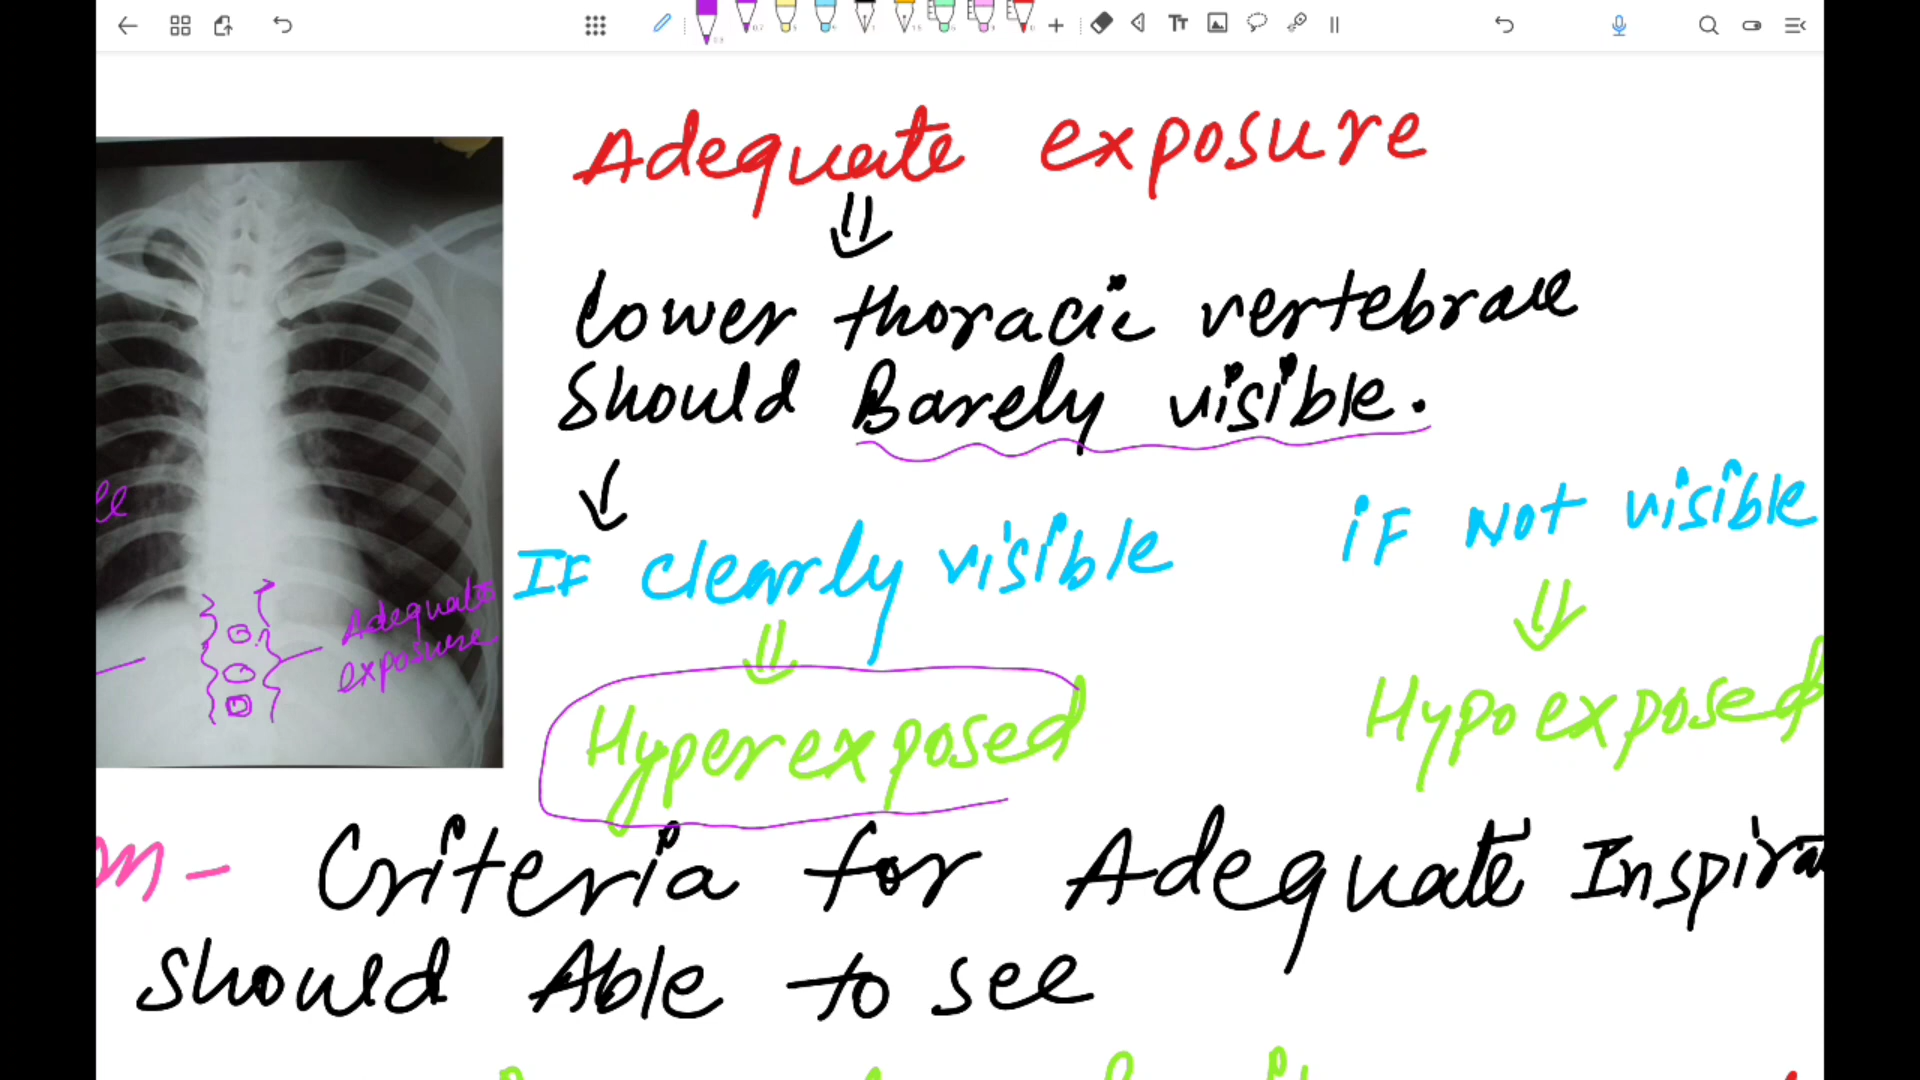 Adequate exposure
lower thoracic vertebrae
should Barely visible.
IF clearly visible
iF NOT visible
Hyperexposed
Hypoexposed
Adequate
exposure
Criteria for Adequate Inspira
should Able to see